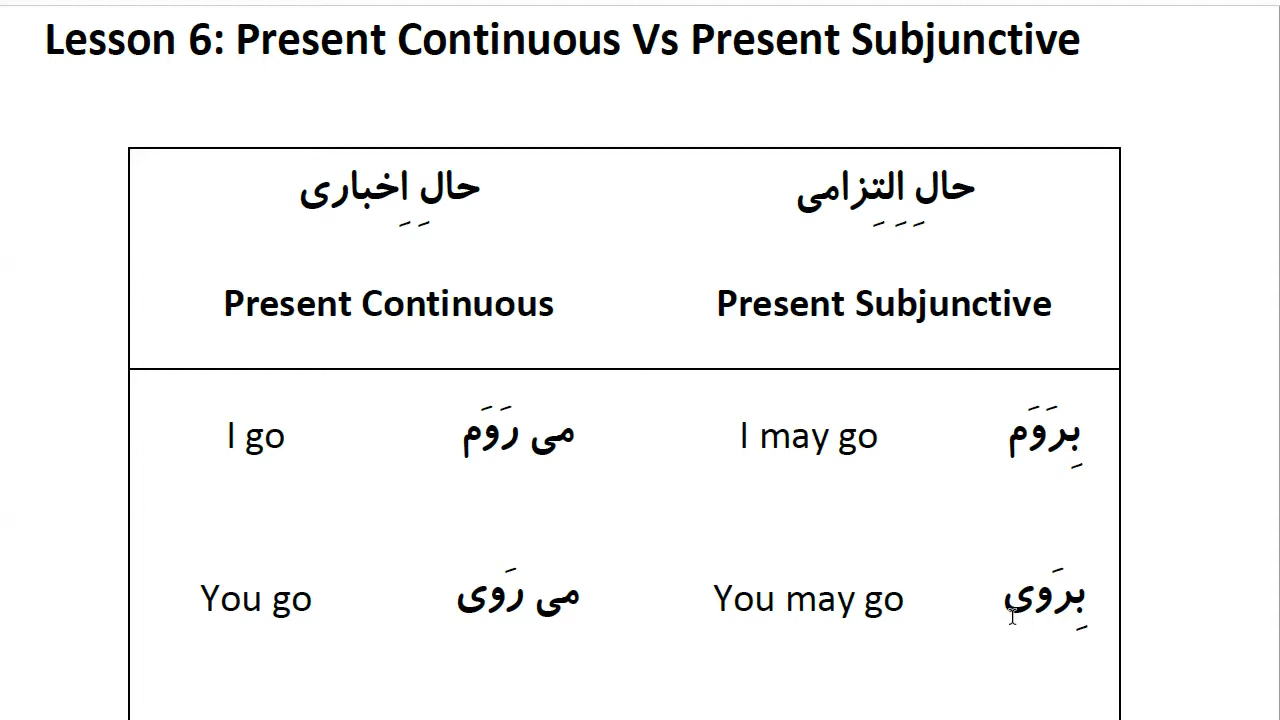 Lesson 6: Present Continuous Vs Present Subjunctive
حالِ اِخباری حالِ اِلتِزامی
Present Continuous Present Subjunctive
I go می رَوَم I may go بِرَوَم
You go می رَوی You may go بِرَوی